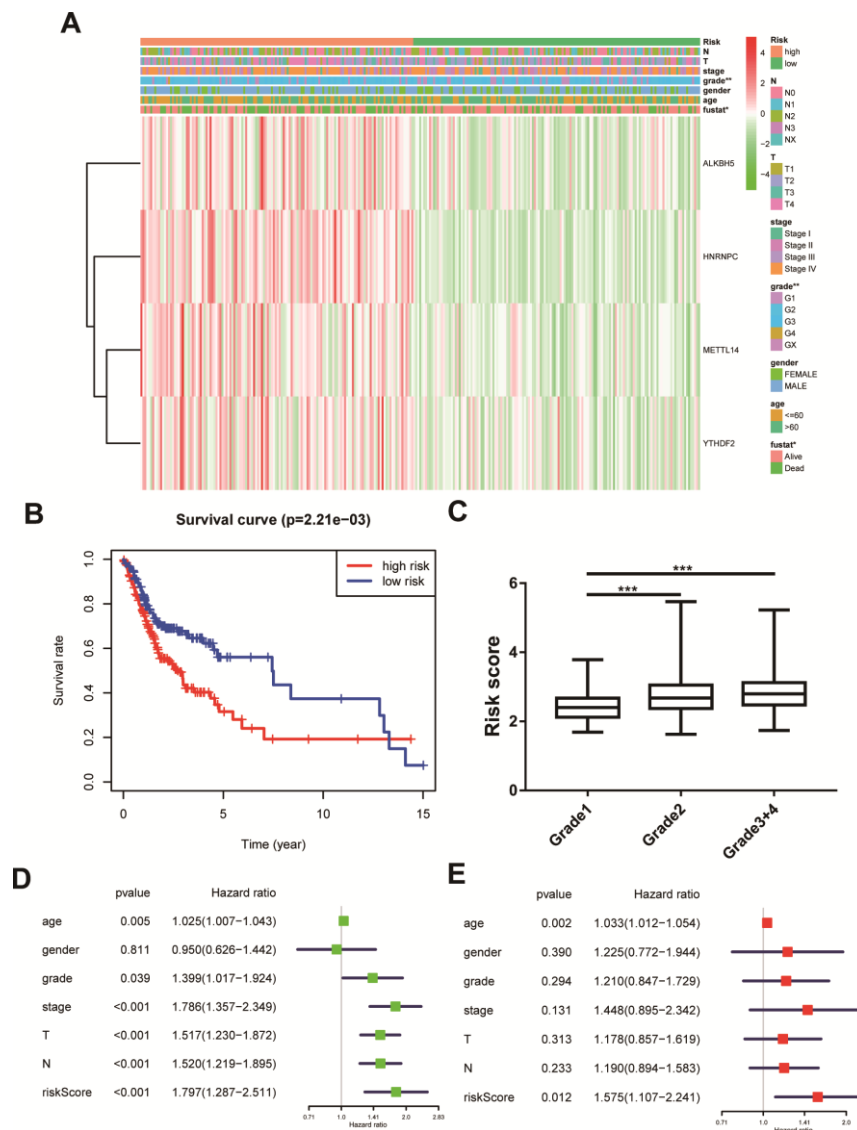 A
Risk
N
T
stage
grade**
gender
age
fustat*
ALKBH5
HNRNPC
METTL14
YTHDF2
4
2
0
−2
−4
Risk
high
low
N
N0
N1
N2
N3
NX
T
T1
T2
T3
T4
stage
Stage I
Stage II
Stage III
Stage IV
grade**
G1
G2
G3
G4
GX
gender
FEMALE
MALE
age
<=60
>60
fustat*
Alive
Dead
B
Survival curve (p=2.21e−03)
high risk
low risk
Survival rate
1.0
0.8
0.6
0.4
0.2
0.0
0 5 10 15
Time (year)
C
***
***
Risk score
6
4
2
0
Grade1
Grade2
Grade3+4
D
pvalue Hazard ratio
age 0.005 1.025(1.007−1.043)
gender 0.811 0.950(0.626−1.442)
grade 0.039 1.399(1.017−1.924)
stage <0.001 1.786(1.357−2.349)
T <0.001 1.517(1.230−1.872)
N <0.001 1.520(1.219−1.895)
riskScore <0.001 1.797(1.287−2.511)
0.71 1.0 1.41 2.0 2.83
Hazard ratio
E
pvalue Hazard ratio
age 0.002 1.033(1.012−1.054)
gender 0.390 1.225(0.772−1.944)
grade 0.294 1.210(0.847−1.729)
stage 0.131 1.448(0.895−2.342)
T 0.313 1.178(0.857−1.619)
N 0.233 1.190(0.894−1.583)
riskScore 0.012 1.575(1.107−2.241)
0.71 1.0 1.41 2.0
Hazard ratio